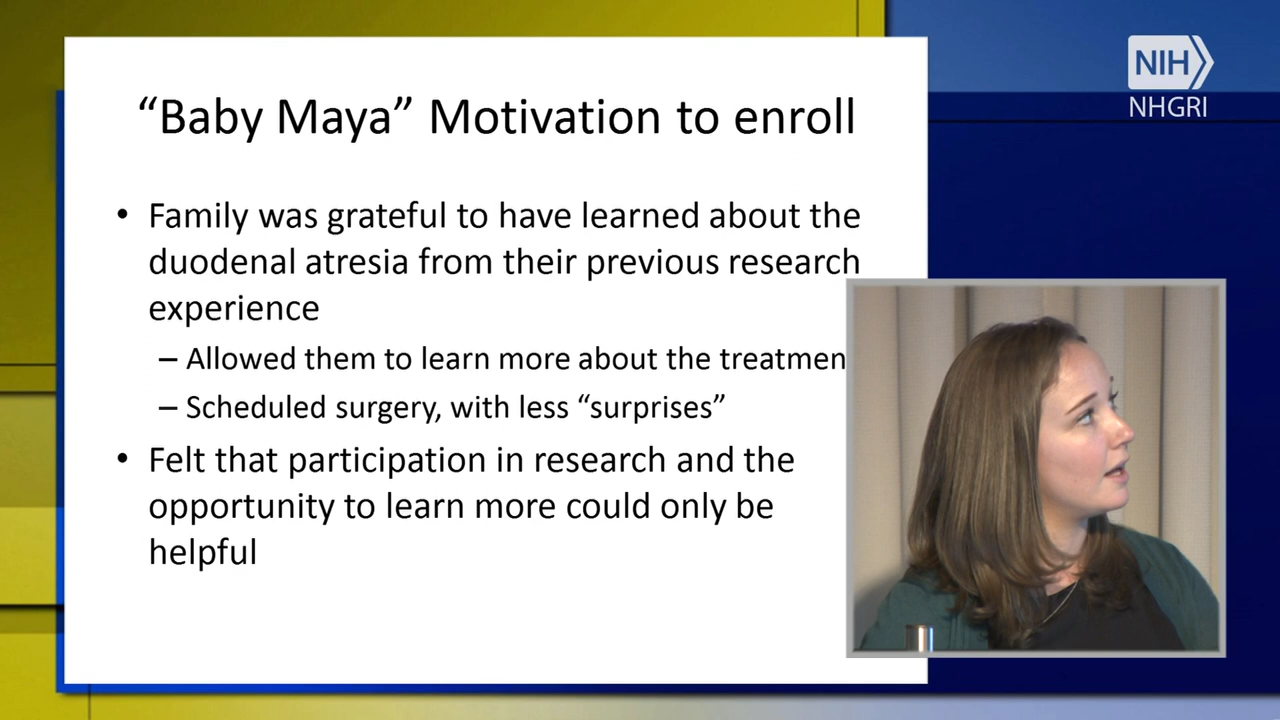 NIH
NHGRI
“Baby Maya” Motivation to enroll
• Family was grateful to have learned about the
duodenal atresia from their previous research
experience
– Allowed them to learn more about the treatmen
– Scheduled surgery, with less “surprises”
• Felt that participation in research and the
opportunity to learn more could only be
helpful